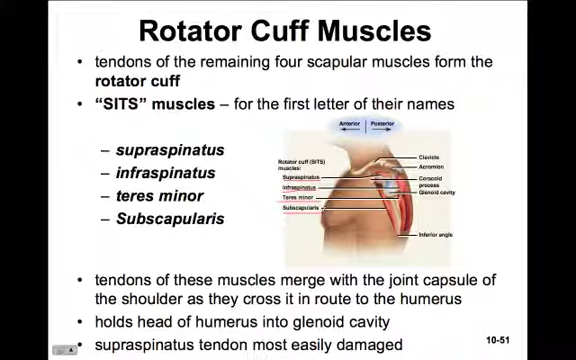 Rotator Cuff Muscles
• tendons of the remaining four scapular muscles form the
rotator cuff
• “SITS” muscles – for the first letter of their names
– supraspinatus
– infraspinatus
– teres minor
– Subscapularis
Anterior Posterior
Rotator cuff (SITS)
muscles:
Supraspinatus
Infraspinatus
Teres minor
Subscapularis
Clavicle
Acromion
Coracoid
process
Glenoid cavity
Inferior angle
• tendons of these muscles merge with the joint capsule of
the shoulder as they cross it in route to the humerus
• holds head of humerus into glenoid cavity
• supraspinatus tendon most easily damaged
10-51